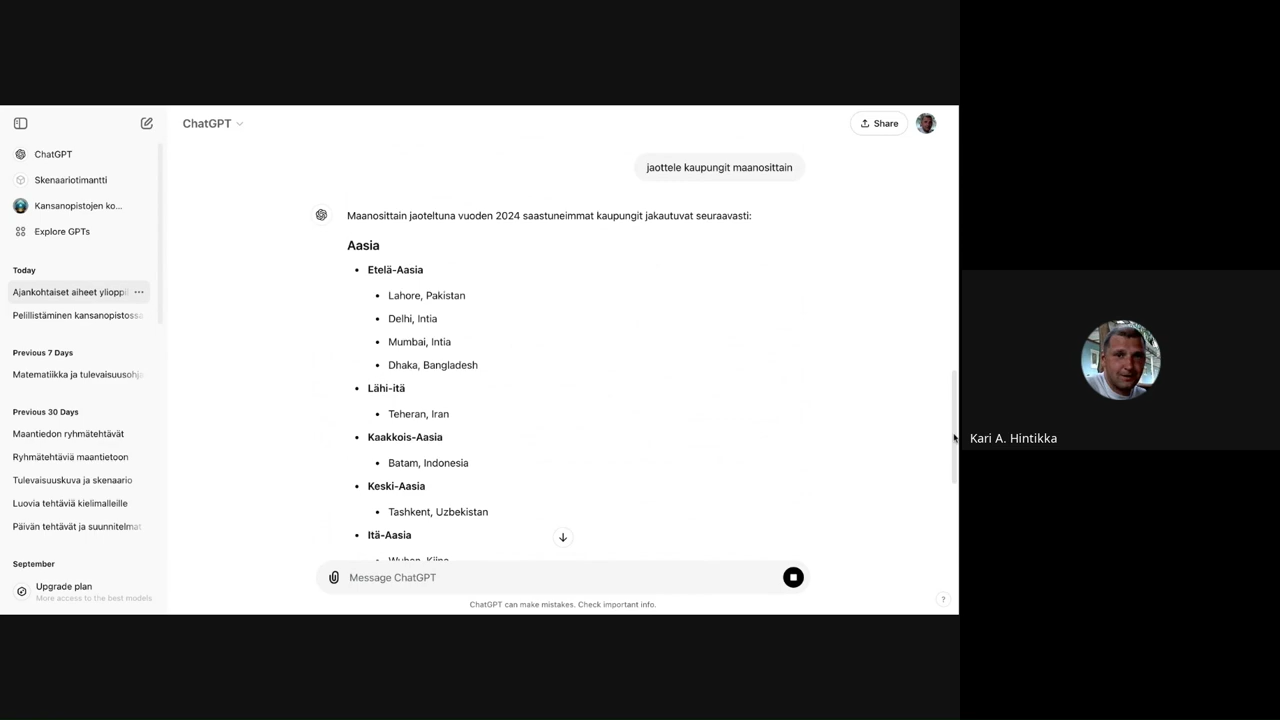 ChatGPT
Share
ChatGPT
Skenaariotimantti
Kansanopistojen ko...
Explore GPTs
Today
Ajankohtaiset aiheet ylioppi
Pelillistäminen kansanopistossa
Previous 7 Days
Matematiikka ja tulevaisuusohja
Previous 30 Days
Maantiedon ryhmätehtävät
Ryhmätehtäviä maantietoon
Tulevaisuuskuva ja skenaario
Luovia tehtäviä kielimalleille
Päivän tehtävät ja suunnitelmat
September
Upgrade plan
More access to the best models
jaottele kaupungit maanosittain
Maanosittain jaoteltuna vuoden 2024 saastuneimmat kaupungit jakautuvat seuraavasti:
Aasia
• Etelä-Aasia
• Lahore, Pakistan
• Delhi, Intia
• Mumbai, Intia
• Dhaka, Bangladesh
• Lähi-itä
• Teheran, Iran
• Kaakkois-Aasia
• Batam, Indonesia
• Keski-Aasia
• Tashkent, Uzbekistan
• Itä-Aasia
• Wuhan, Kiina
Message ChatGPT
ChatGPT can make mistakes. Check important info.
?
Kari A. Hintikka